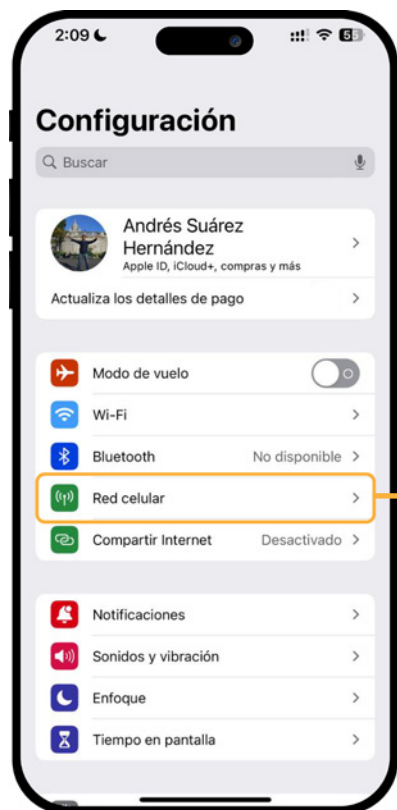 2:09
55
Configuración
Buscar
Andrés Suárez
Hernández
Apple ID, iCloud+, compras y más
Actualiza los detalles de pago
Modo de vuelo
Wi-Fi
Bluetooth No disponible
Red celular
Compartir Internet Desactivado
Notificaciones
Sonidos y vibración
Enfoque
Tiempo en pantalla